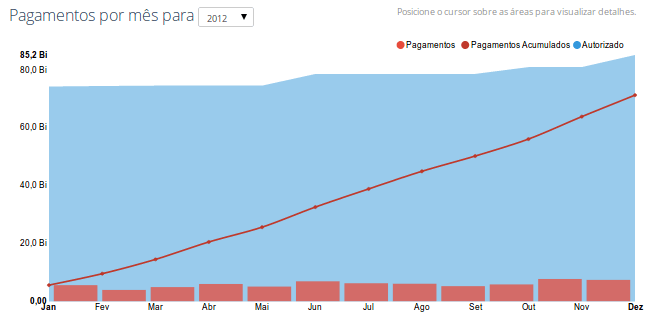 Pagamentos por mês para 2012 ▼
Posicione o cursor sobre as áreas para visualizar detalhes.
Pagamentos Pagamentos Acumulados Autorizado
85,2 Bi
80,0 Bi
60,0 Bi
40,0 Bi
20,0 Bi
0,00
Jan Fev Mar Abr Mai Jun Jul Ago Set Out Nov Dez